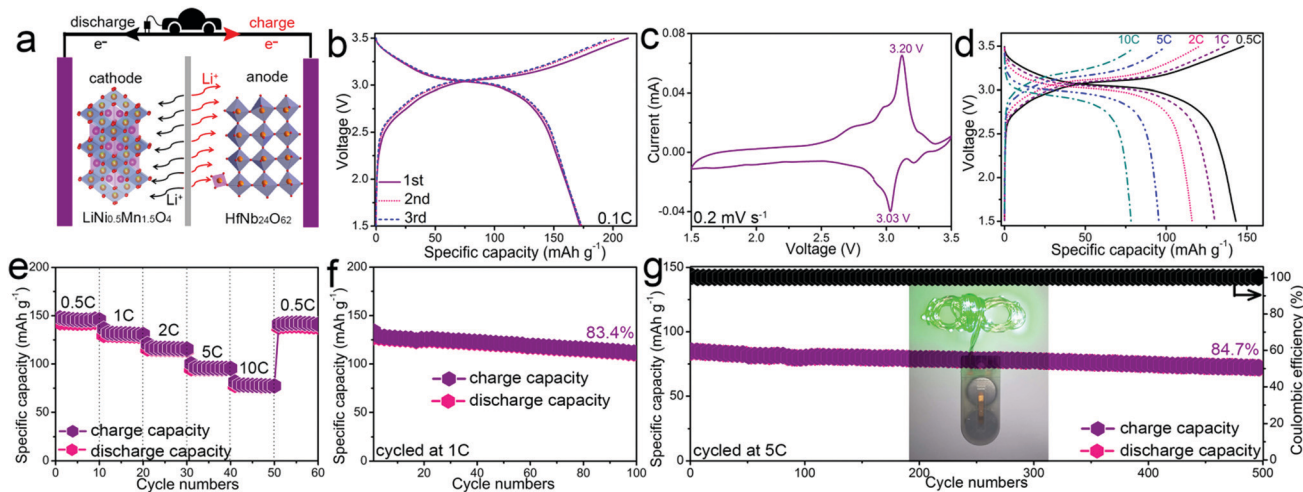 a
discharge
charge
e⁻
e⁻
cathode
Li⁺
anode
Li⁺
LiNi0.5Mn1.5O4
HfNb24O62
b
Voltage (V)
3.5
3.0
2.5
2.0
1.5
1st
2nd
3rd
0.1C
0 50 100 150 200
Specific capacity (mAh g⁻¹)
c
Current (mA)
0.08
0.04
0.00
-0.04
3.20 V
3.03 V
0.2 mV s⁻¹
1.5 2.0 2.5 3.0 3.5
Voltage (V)
d
Voltage (V)
3.5
3.0
2.5
2.0
1.5
10C 5C 2C 1C 0.5C
0 50 100 150
Specific capacity (mAh g⁻¹)
e
Specific capacity (mAh g⁻¹)
200
150
100
50
0
0.5C
1C
2C
5C
10C
0.5C
charge capacity
discharge capacity
0 10 20 30 40 50 60
Cycle numbers
f
Specific capacity (mAh g⁻¹)
200
150
100
50
0
83.4%
charge capacity
discharge capacity
cycled at 1C
20 40 60 80 100
Cycle numbers
g
Specific capacity (mAh g⁻¹)
150
125
100
75
50
25
0
84.7%
charge capacity
discharge capacity
cycled at 5C
0 100 200 300 400 500
Cycle numbers
100
80
60
40
20
0
Coulombic efficiency (%)